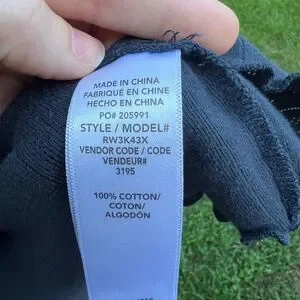 MADE IN CHINA
FABRIQUÉ EN CHINE
HECHO EN CHINA
PO# 205991
STYLE / MODEL#
RW3K43X
VENDOR CODE / CODE
VENDEUR#
3195
100% COTTON/
COTON/
ALGODÓN